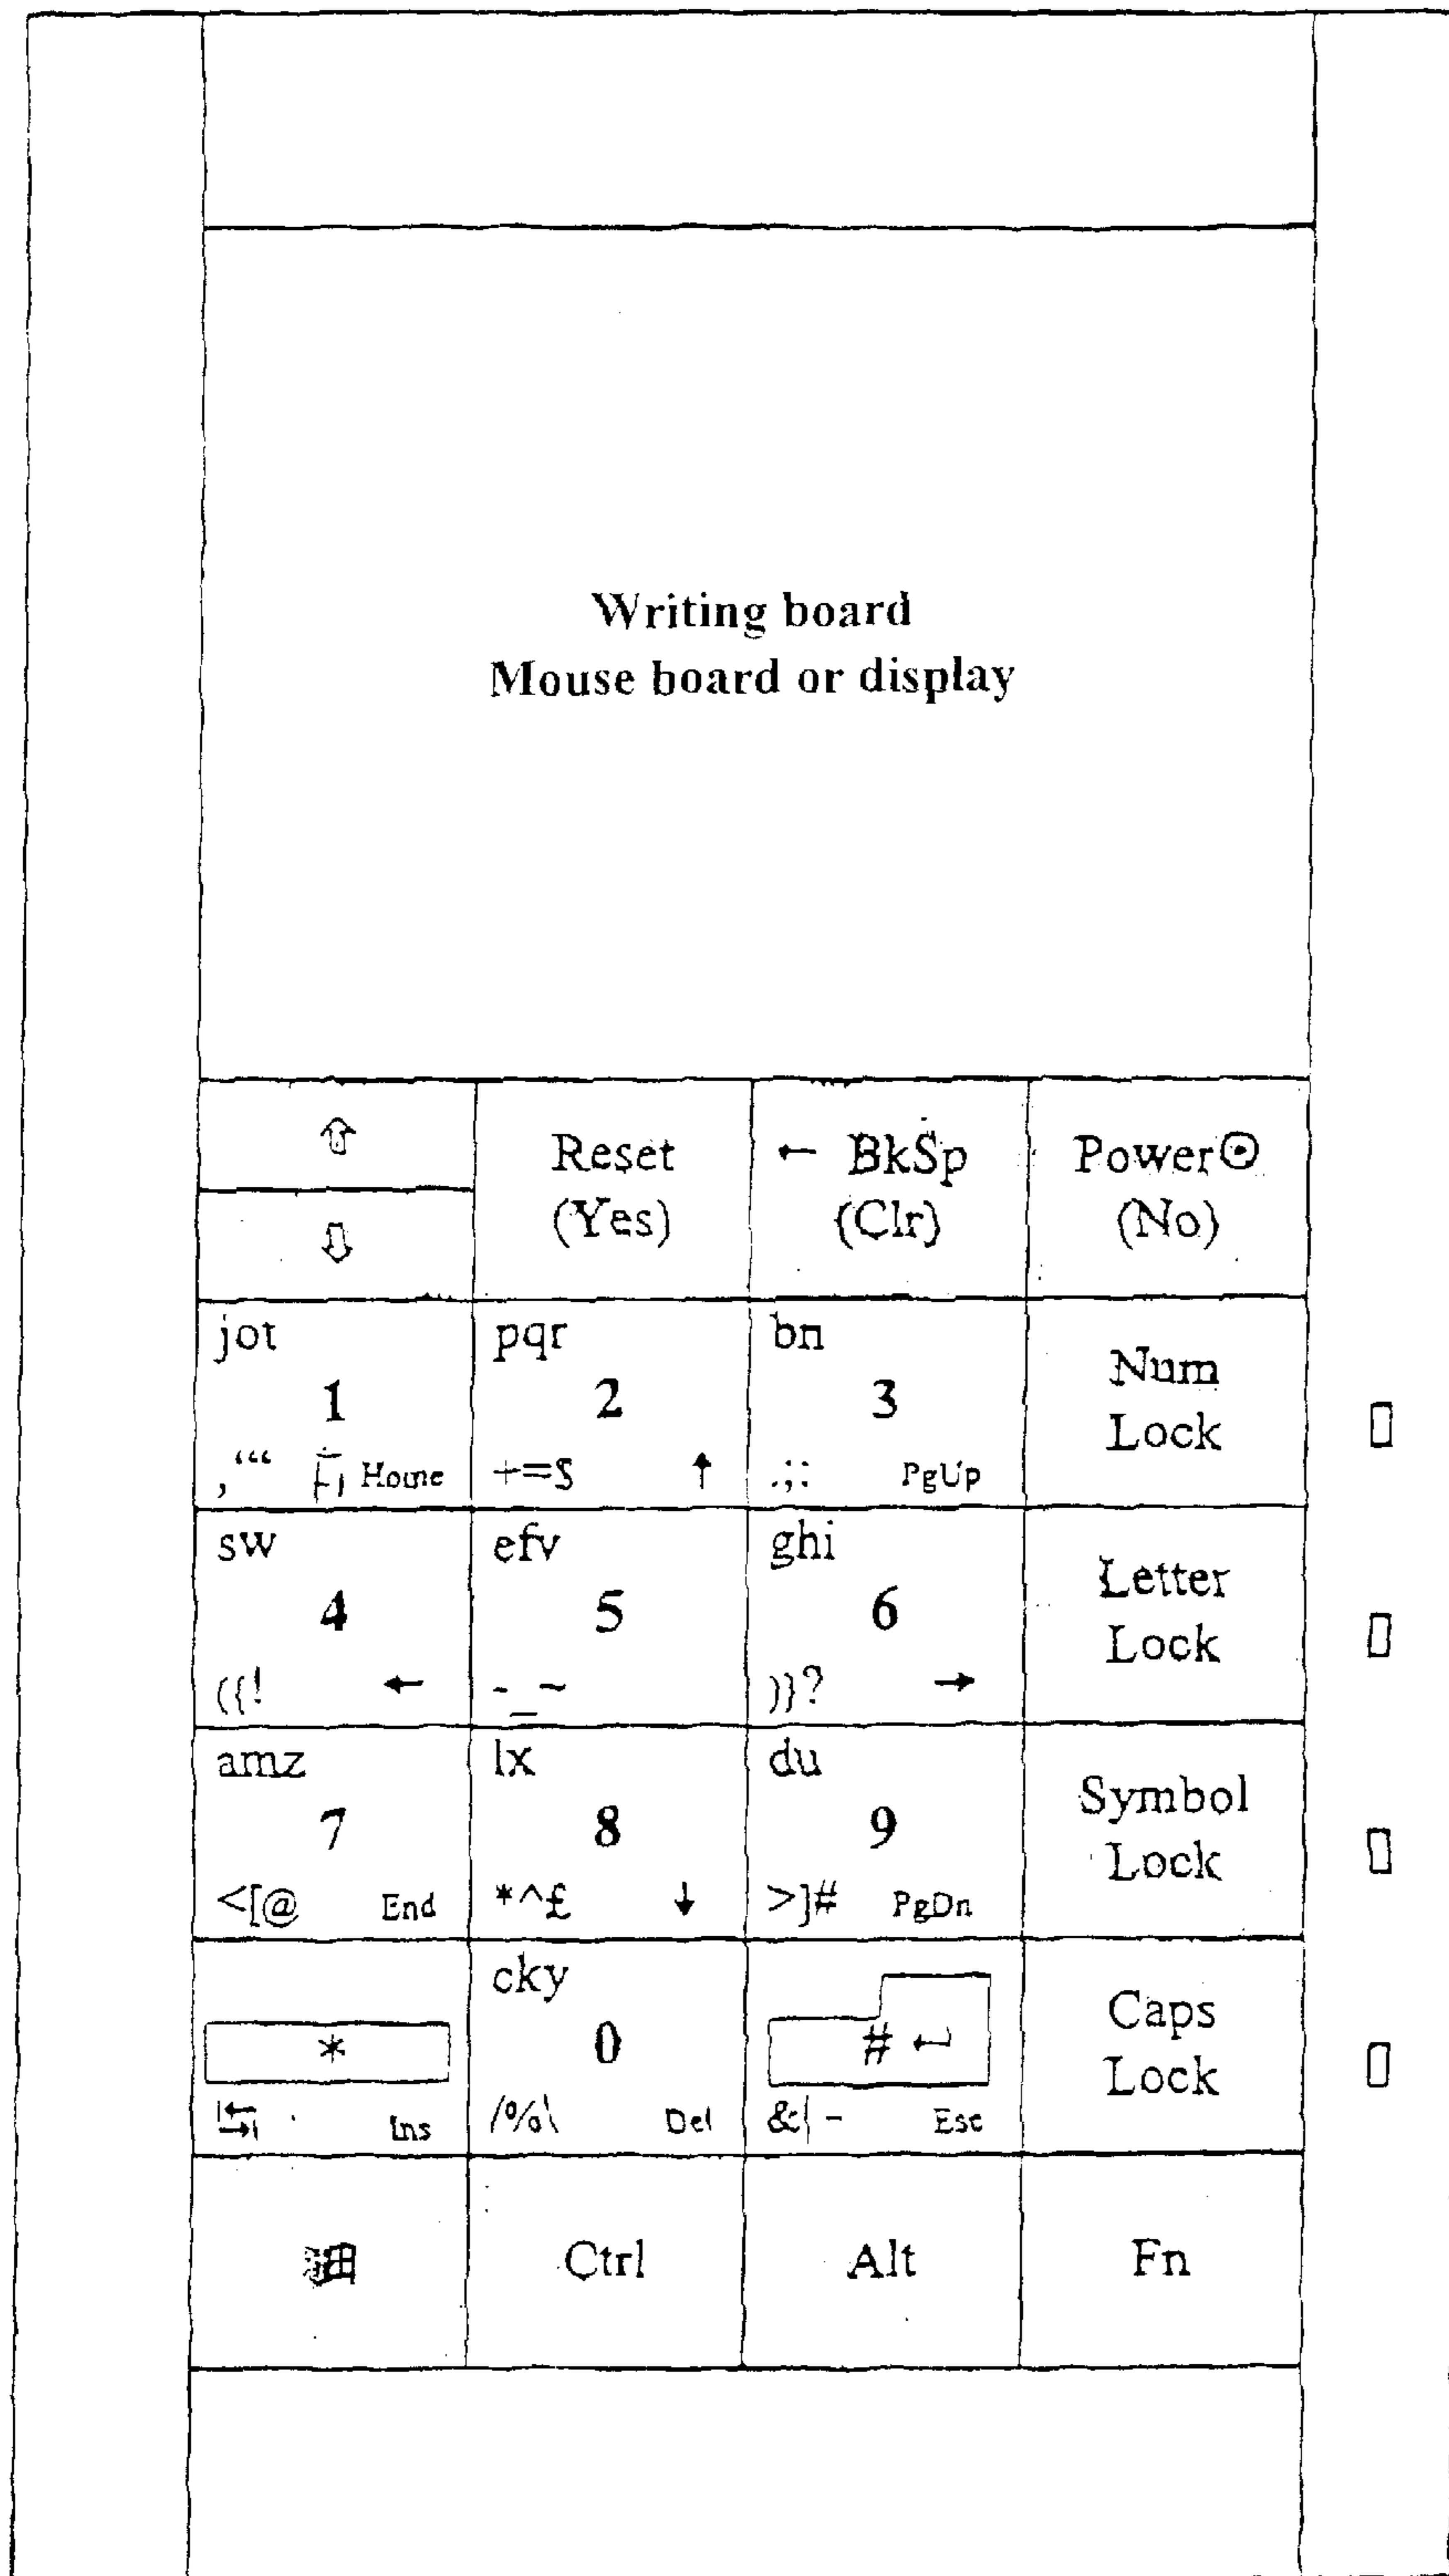 Writing board
Mouse board or display
⇧ Reset ← BkSp Power⊙
⇩ (Yes) (Clr) (No)
jot pqr bn Num
1 2 3 Lock
, ‘“ Home +=$ ↑ .;: PgUp
sw efv ghi Letter
4 5 6 Lock
({! ← -_~ )}? →
amz lx du Symbol
7 8 9 Lock
<[@ End *^£ ↓ >]# PgDn
cky Caps
* 0 # ↵ Lock
↹ Ins /%\ Del &| - Esc
Ctrl Alt Fn